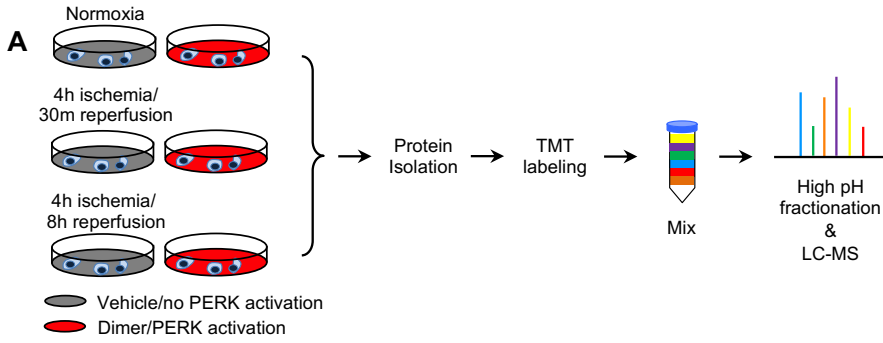 A
Normoxia
4h ischemia/
30m reperfusion
4h ischemia/
8h reperfusion
Vehicle/no PERK activation
Dimer/PERK activation
Protein
Isolation
TMT
labeling
Mix
High pH
fractionation
&
LC-MS